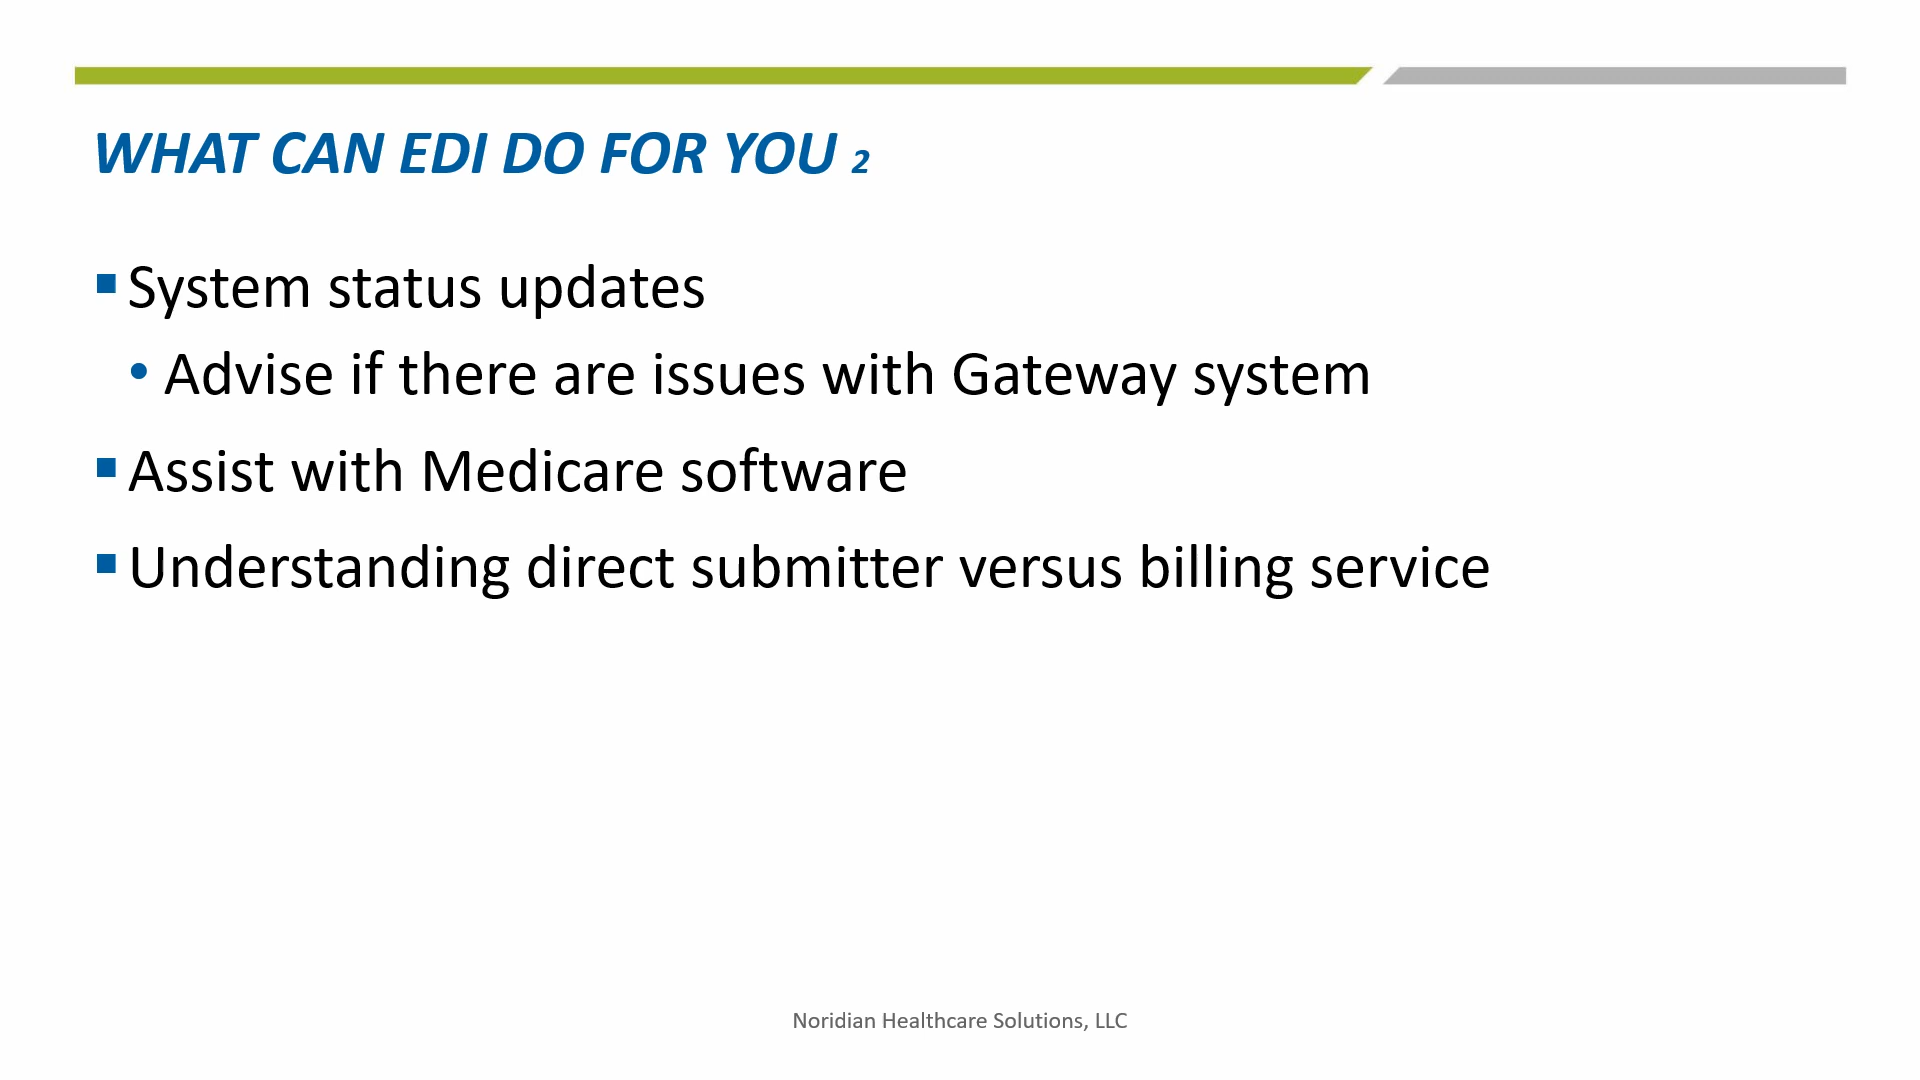 WHAT CAN EDI DO FOR YOU 2
▪ System status updates
• Advise if there are issues with Gateway system
▪ Assist with Medicare software
▪ Understanding direct submitter versus billing service
Noridian Healthcare Solutions, LLC